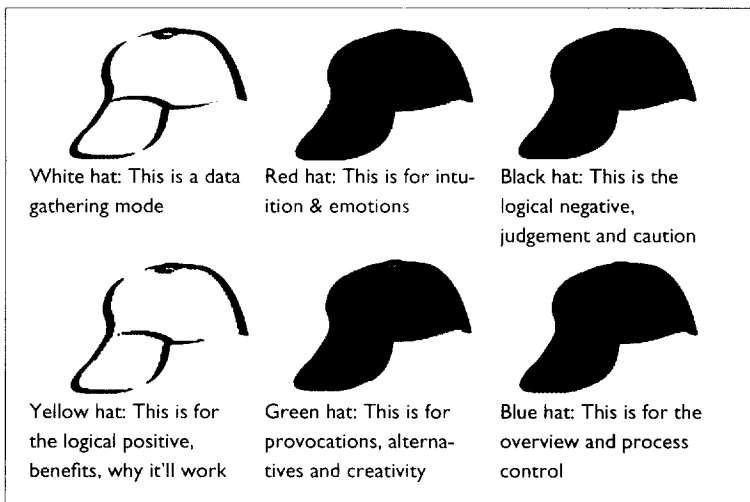 White hat: This is a data
gathering mode
Red hat: This is for intu-
ition & emotions
Black hat: This is the
logical negative,
judgement and caution
Yellow hat: This is for
the logical positive,
benefits, why it'll work
Green hat: This is for
provocations, alterna-
tives and creativity
Blue hat: This is for the
overview and process
control